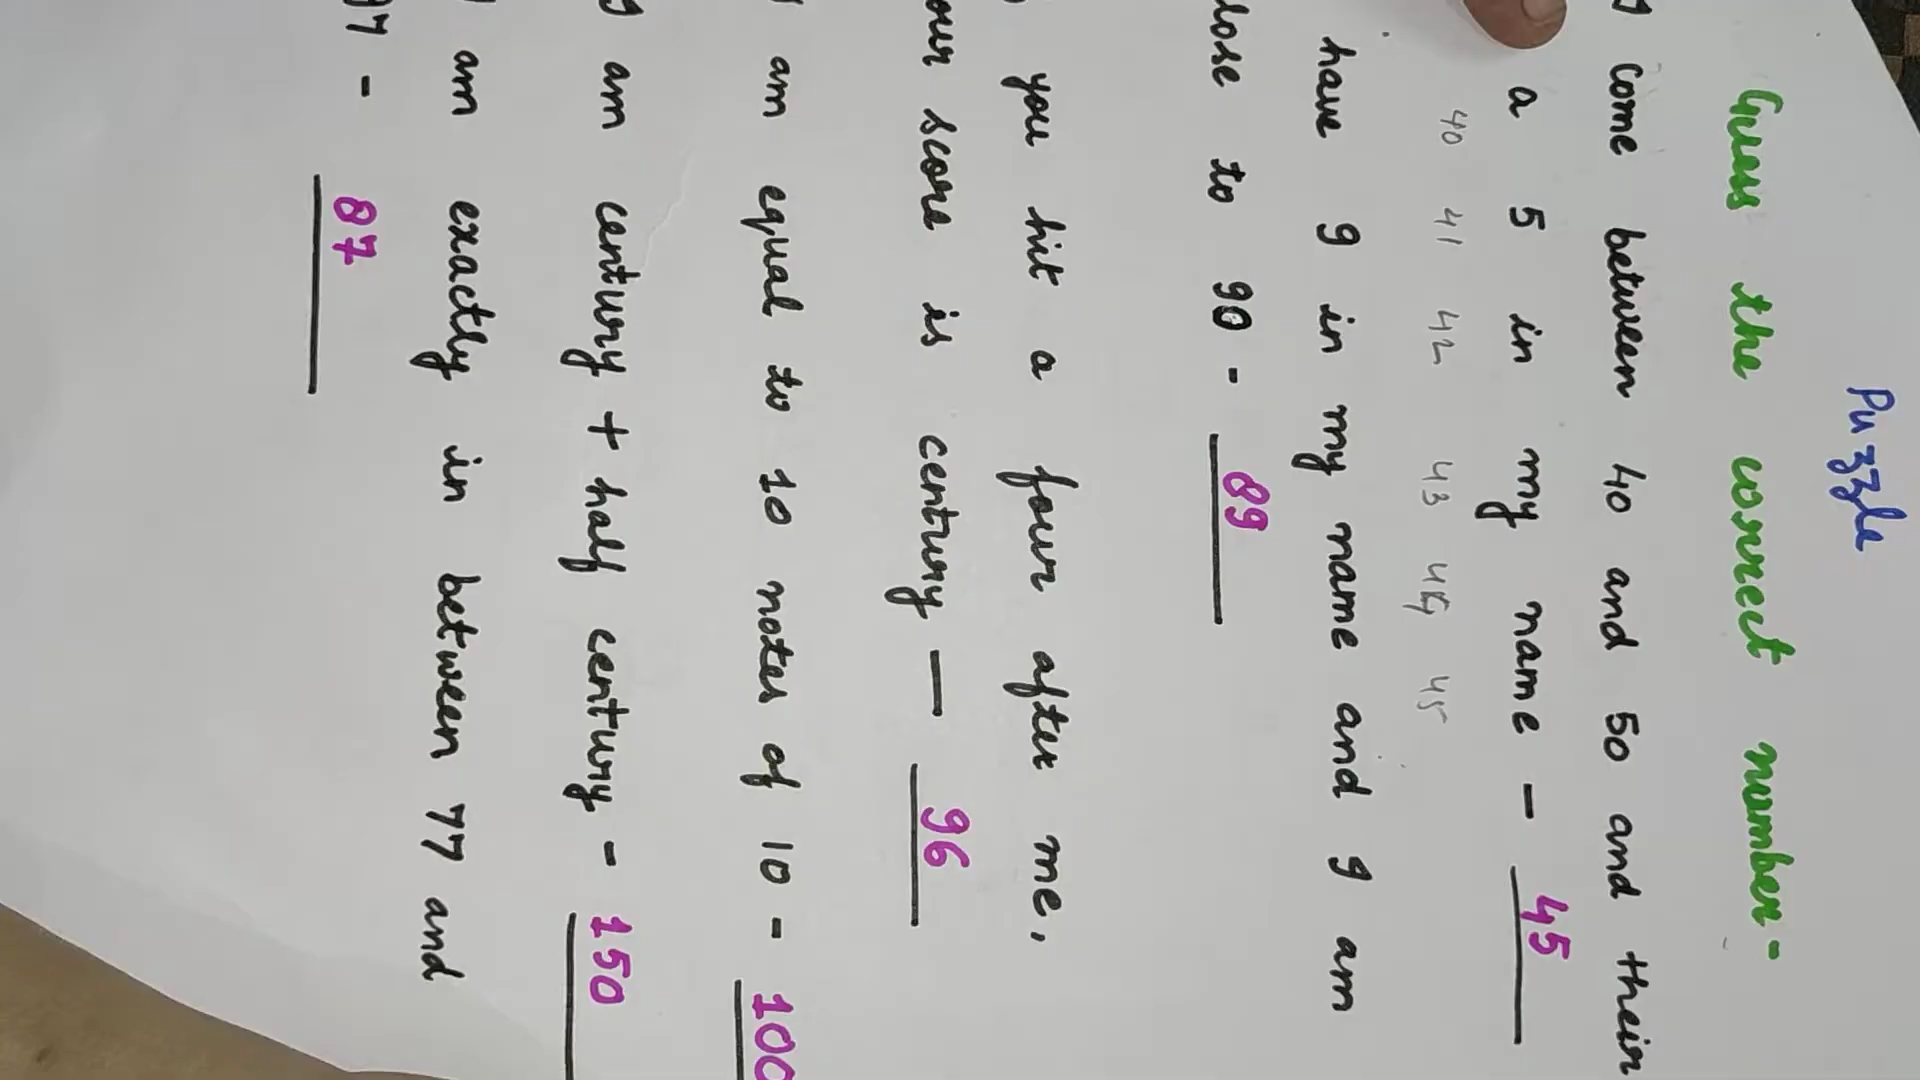 Puzzle
Guess the correct number-
I come between 40 and 50 and their
a 5 in my name - 45
40 41 42 43 44 45
have 9 in my name and I am
lose to 90 - 89
you hit a four after me,
our score is century - 96
I am equal to 10 notes of 10 - 100
I am century + half century - 150
I am exactly in between 77 and
97 - 87